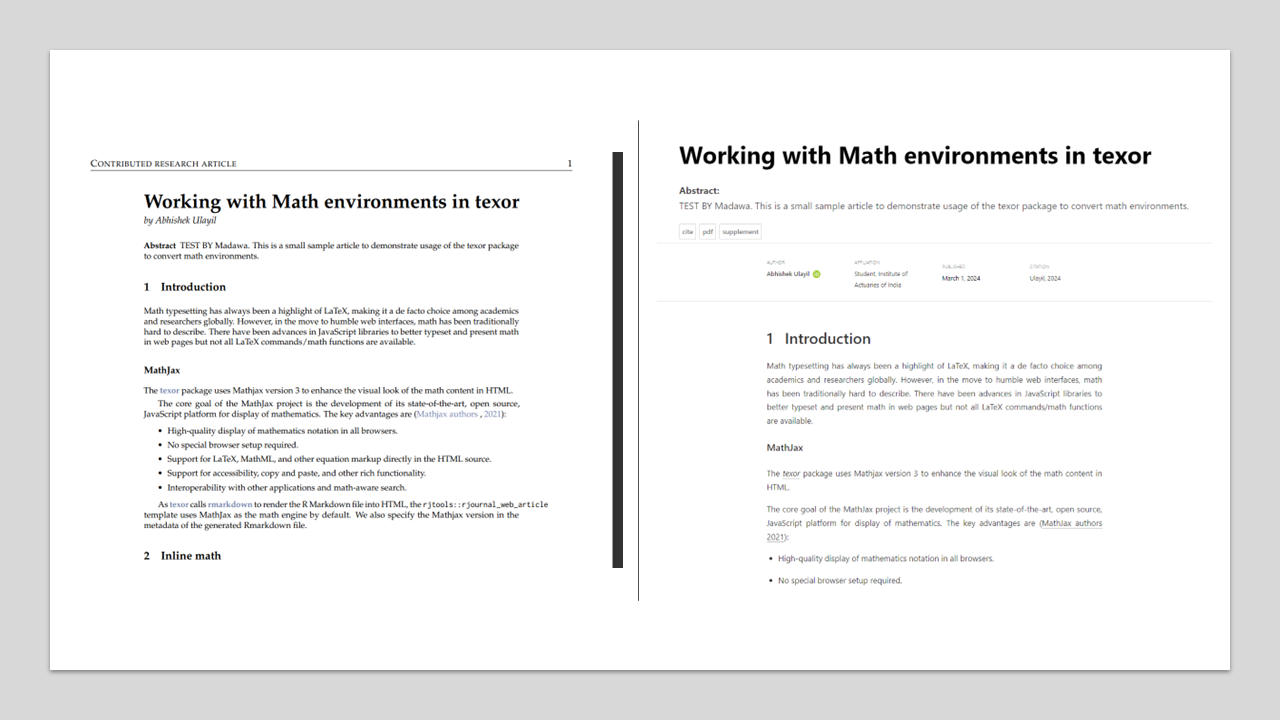 CONTRIBUTED RESEARCH ARTICLE 1
Working with Math environments in texor
by Abhishek Ulayil
Abstract TEST BY Madawa. This is a small sample article to demonstrate usage of the texor package
to convert math environments.
1 Introduction
Math typesetting has always been a highlight of LaTeX, making it a de facto choice among academics
and researchers globally. However, in the move to humble web interfaces, math has been traditionally
hard to describe. There have been advances in JavaScript libraries to better typeset and present math
in web pages but not all LaTeX commands/math functions are available.
MathJax
The texor package uses Mathjax version 3 to enhance the visual look of the math content in HTML.
The core goal of the MathJax project is the development of its state-of-the-art, open source,
JavaScript platform for display of mathematics. The key advantages are (Mathjax authors , 2021):
• High-quality display of mathematics notation in all browsers.
• No special browser setup required.
• Support for LaTeX, MathML, and other equation markup directly in the HTML source.
• Support for accessibility, copy and paste, and other rich functionality.
• Interoperability with other applications and math-aware search.
As texor calls rmarkdown to render the R Markdown file into HTML, the rjtools::rjournal_web_article
template uses MathJax as the math engine by default. We also specify the Mathjax version in the
metadata of the generated Rmarkdown file.
2 Inline math
Working with Math environments in texor
Abstract:
TEST BY Madawa. This is a small sample article to demonstrate usage of the texor package to convert math environments.
cite pdf supplement
AUTHOR AFFILIATION PUBLISHED CITATION
Abhishek Ulayil Student, Institute of March 1, 2024 Ulayil, 2024
Actuaries of India
1 Introduction
Math typesetting has always been a highlight of LaTeX, making it a de facto choice among
academics and researchers globally. However, in the move to humble web interfaces, math
has been traditionally hard to describe. There have been advances in JavaScript libraries to
better typeset and present math in web pages but not all LaTeX commands/math functions
are available.
MathJax
The texor package uses Mathjax version 3 to enhance the visual look of the math content in
HTML.
The core goal of the MathJax project is the development of its state-of-the-art, open source,
JavaScript platform for display of mathematics. The key advantages are (MathJax authors
2021):
• High-quality display of mathematics notation in all browsers.
• No special browser setup required.